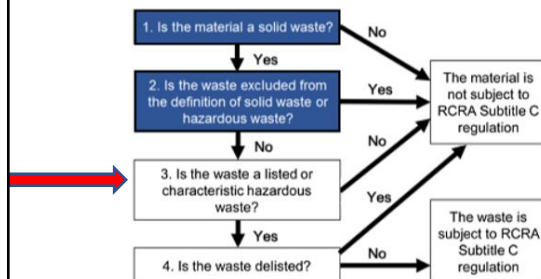 1. Is the material a solid waste?
No
Yes
2. Is the waste excluded from
the definition of solid waste or
hazardous waste?
Yes
The material is
not subject to
RCRA Subtitle C
regulation
No
No
3. Is the waste a listed or
characteristic hazardous
waste?
Yes
Yes
The waste is
subject to RCRA
Subtitle C
regulation
4. Is the waste delisted?
No